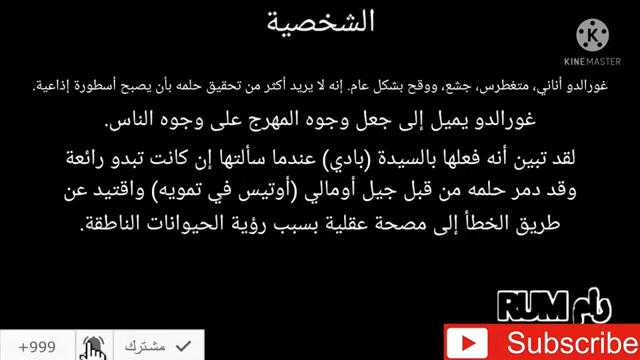 الشخصية
KINEMASTER
غورالدو أناني، متغطرس، جشع، ووقح بشكل عام. إنه لا يريد أكثر من تحقيق حلمه بأن يصبح أسطورة إذاعية.
غورالدو يميل إلى جعل وجوه المهرج على وجوه الناس.
لقد تبين أنه فعلها بالسيدة (بادي) عندما سألتها إن كانت تبدو رائعة
وقد دمر حلمه من قبل جيل أومالي (أوتيس في تمويه) واقتيد عن
طريق الخطأ إلى مصحة عقلية بسبب رؤية الحيوانات الناطقة.
RUM رام
+999 مشترك
Subscribe